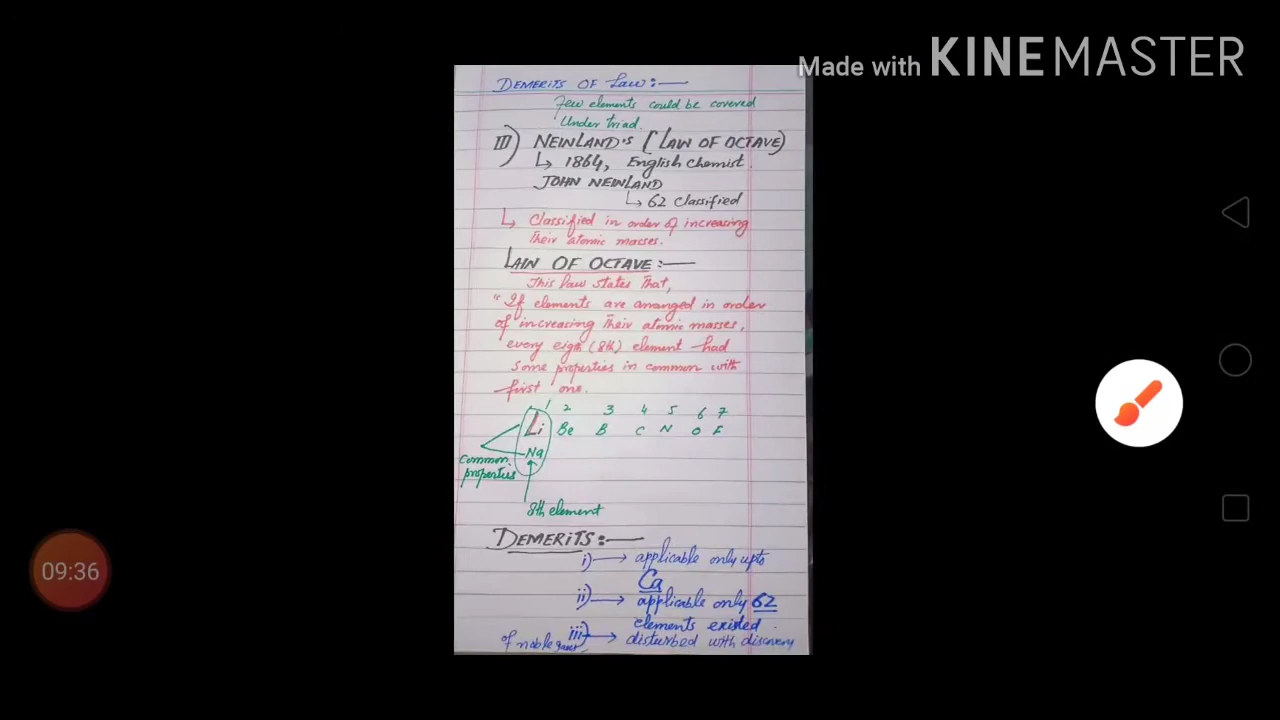 Made with KINEMASTER
DEMERITS OF Law:—
Few elements could be covered
Under triad.
III) NEWLAND'S (LAW OF OCTAVE)
↳ 1864, English Chemist.
JOHN NEWLAND
↳ 62 Classified
↳ Classified in order of increasing
Their atomic masses.
LAW OF OCTAVE:—
This law states That,
"If elements are arranged in order
of increasing Their atomic masses,
every eigth (8th) element had
Some properties in common with
first one.
1 2 3 4 5 6 7
Li Be B C N O F
Na
Common
properties
8th element
DEMERITS:—
i) → applicable only upto
Ca
ii) → applicable only 62
elements existed.
iii) → disturbed with discovery
of noble gases,
09:36